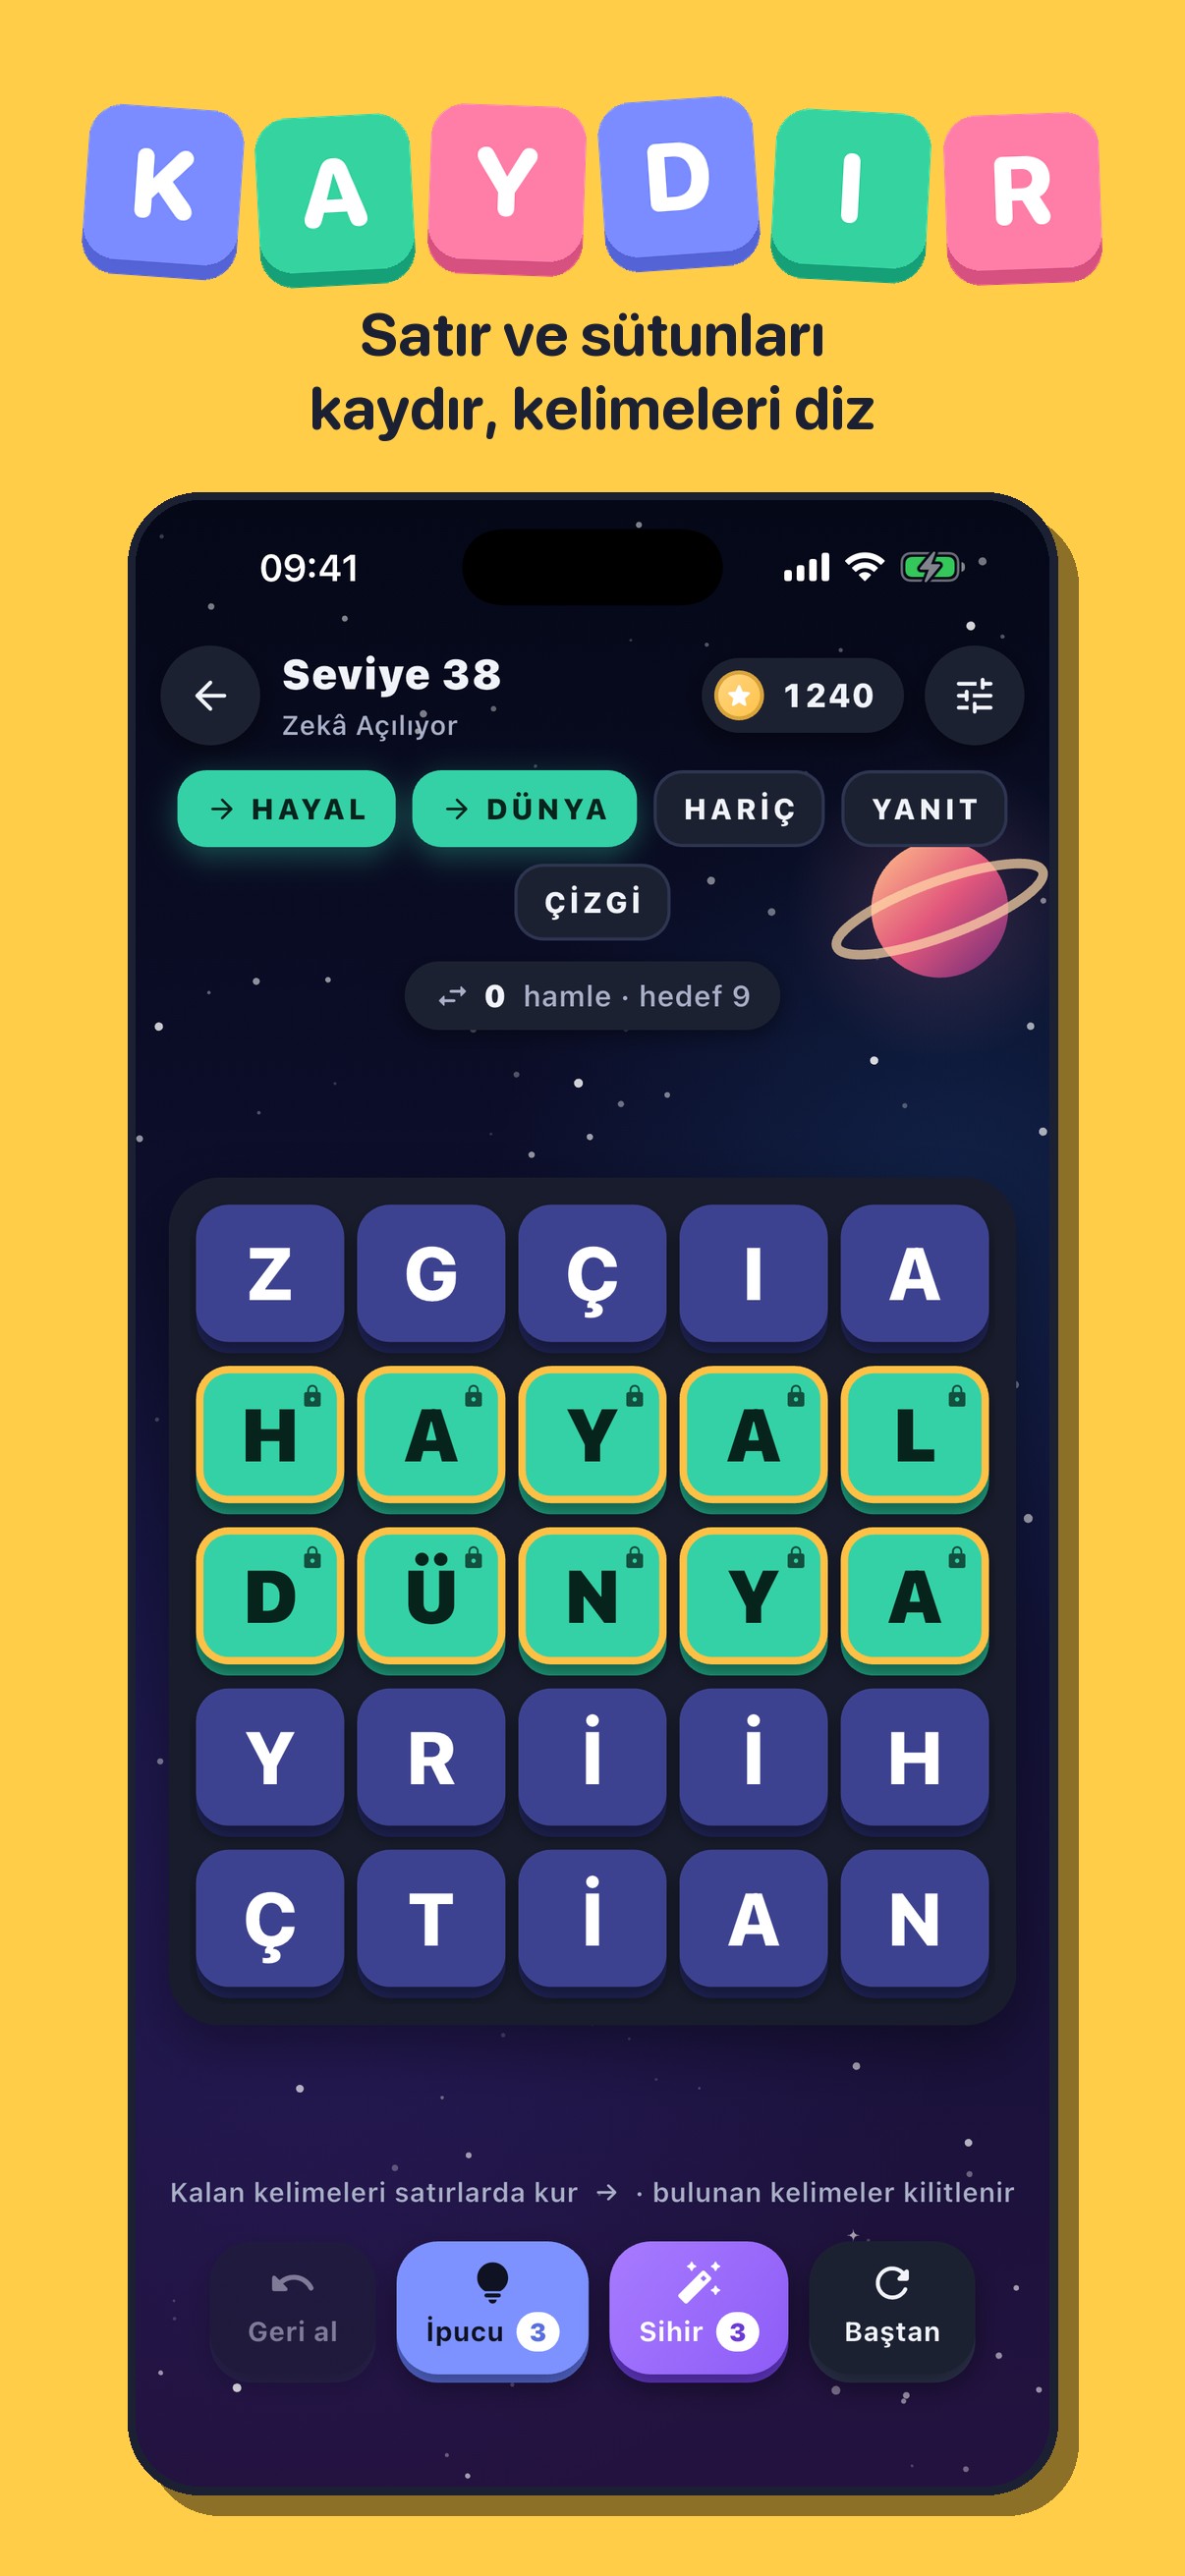 KAYDIR
Satır ve sütunları
kaydır, kelimeleri diz
09:41
Seviye 38
Zekâ Açılıyor
1240
→ HAYAL → DÜNYA HARİÇ YANIT
ÇİZGİ
0 hamle · hedef 9
Z G Ç I A
H A Y A L
D Ü N Y A
Y R İ İ H
Ç T İ A N
Kalan kelimeleri satırlarda kur → · bulunan kelimeler kilitlenir
Geri al İpucu 3 Sihir 3 Baştan